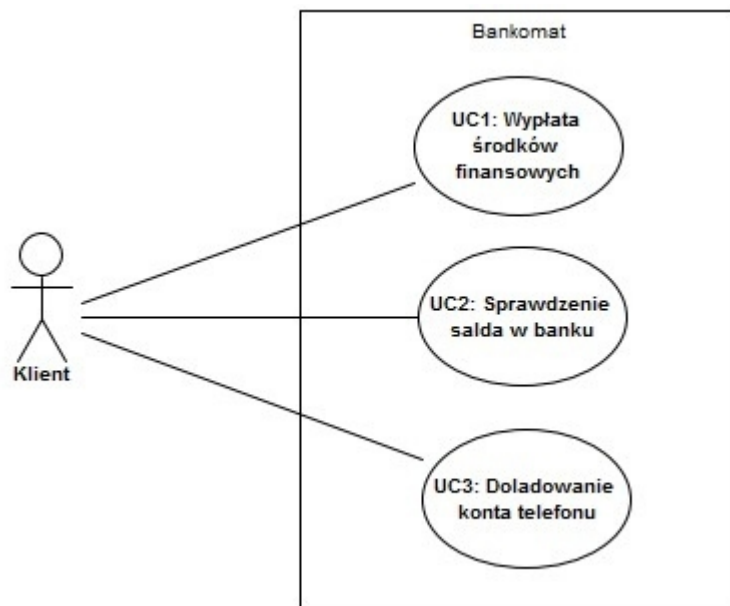 Bankomat
UC1: Wypłata
środków
finansowych
UC2: Sprawdzenie
salda w banku
Klient
UC3: Doladowanie
konta telefonu